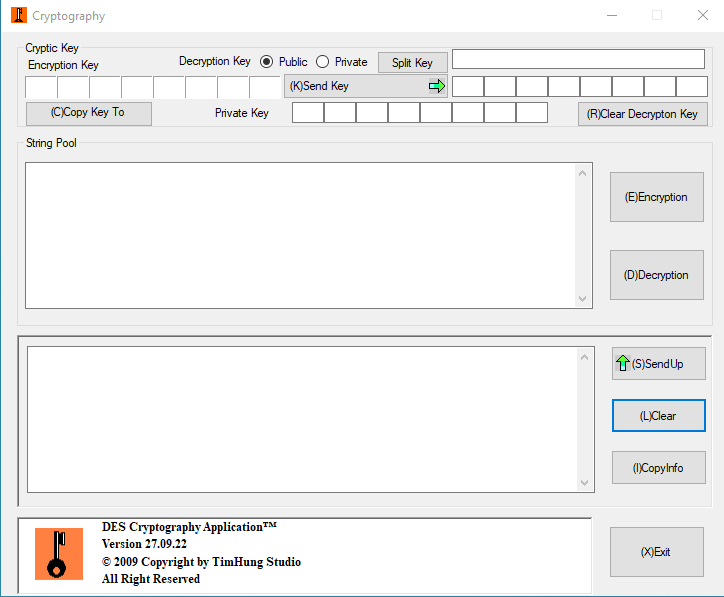 Cryptography
Cryptic Key
Encryption Key
Decryption Key
Public
Private
Split Key
(K)Send Key
(C)Copy Key To
Private Key
(R)Clear Decrypton Key
String Pool
(E)Encryption
(D)Decryption
(S)SendUp
(L)Clear
(I)CopyInfo
DES Cryptography Application™
Version 27.09.22
© 2009 Copyright by TimHung Studio
All Right Reserved
(X)Exit